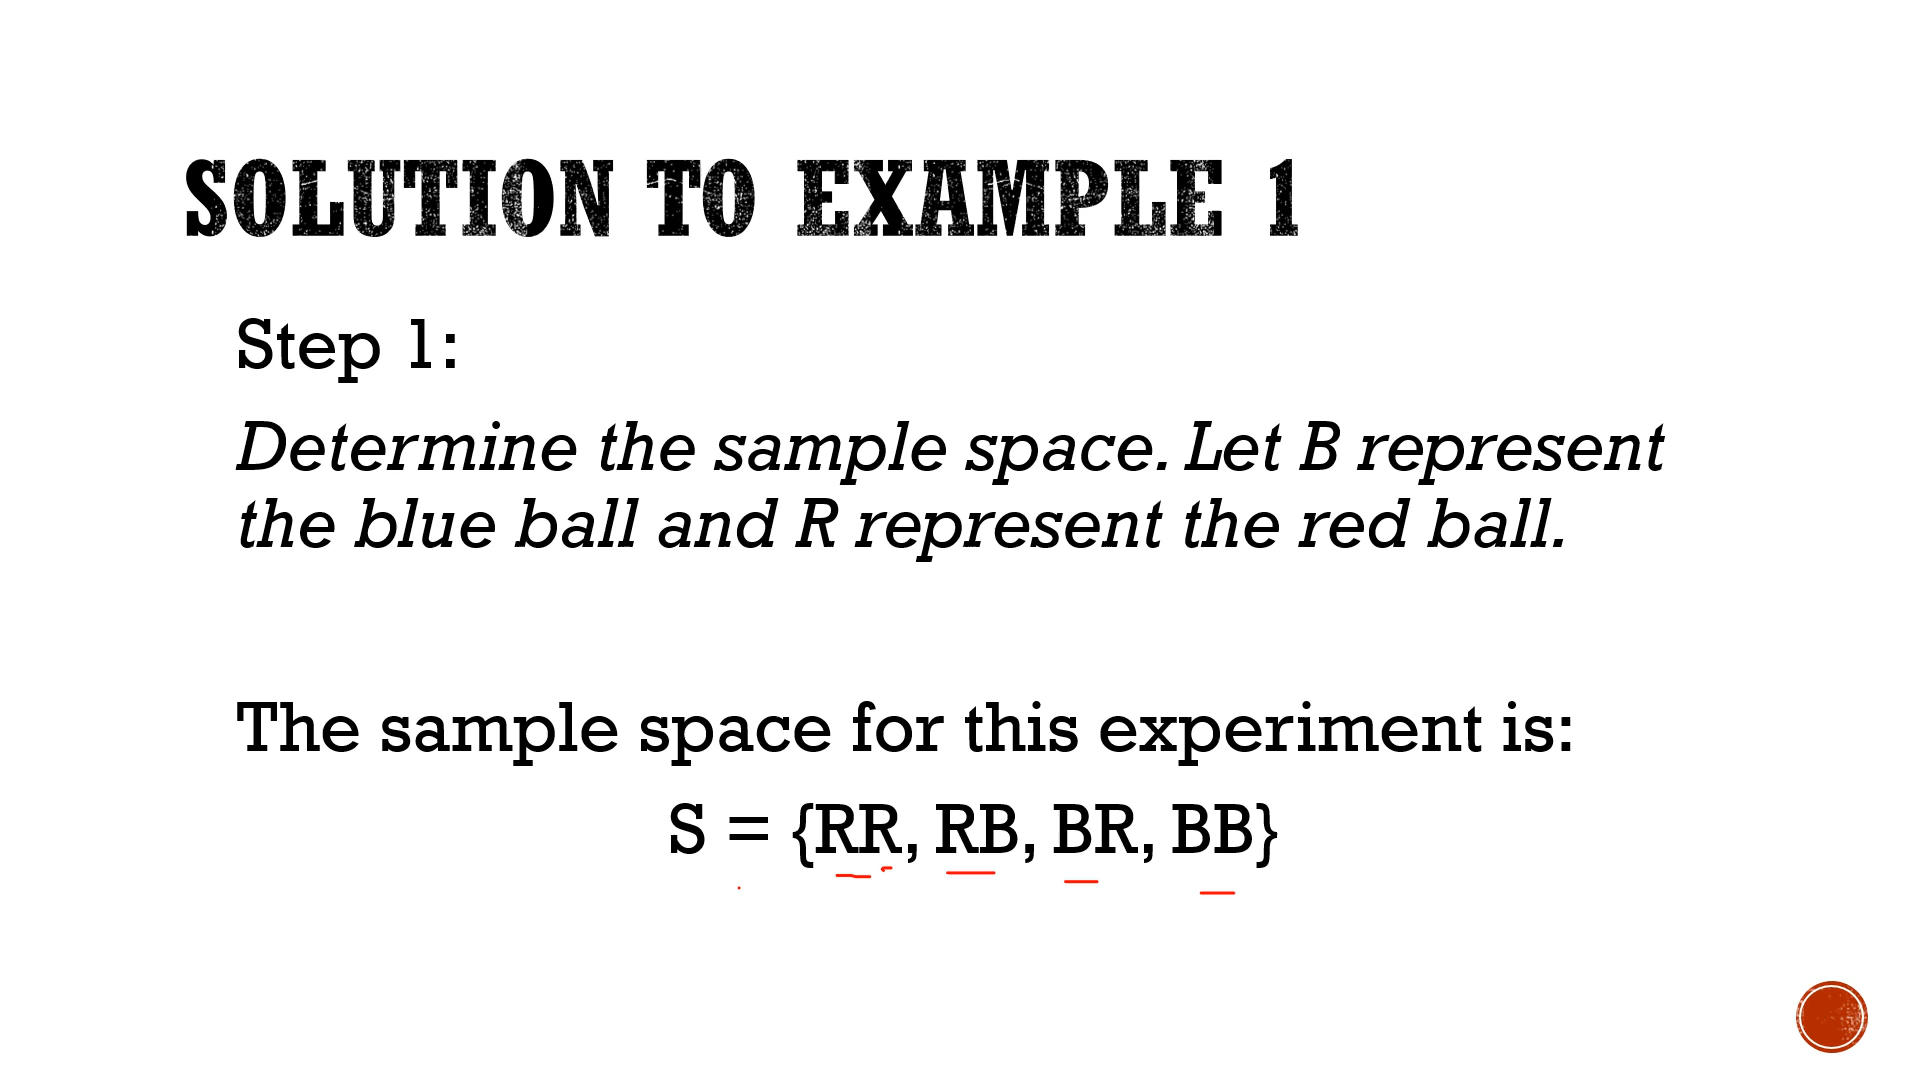 SOLUTION TO EXAMPLE 1
Step 1:
Determine the sample space. Let B represent
the blue ball and R represent the red ball.
The sample space for this experiment is:
S = {RR, RB, BR, BB}